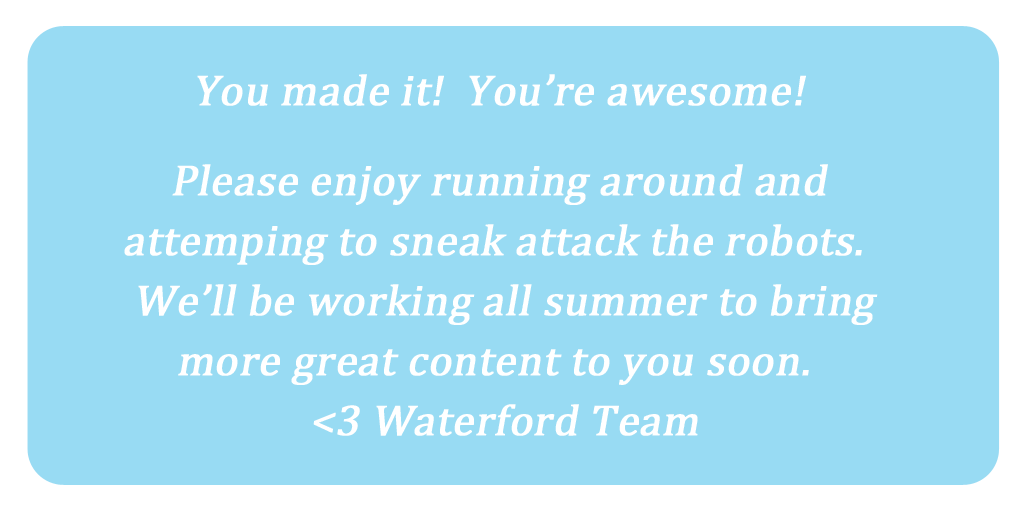 You made it!  You’re awesome!
Please enjoy running around and
attemping to sneak attack the robots.
We’ll be working all summer to bring
more great content to you soon.
<3 Waterford Team